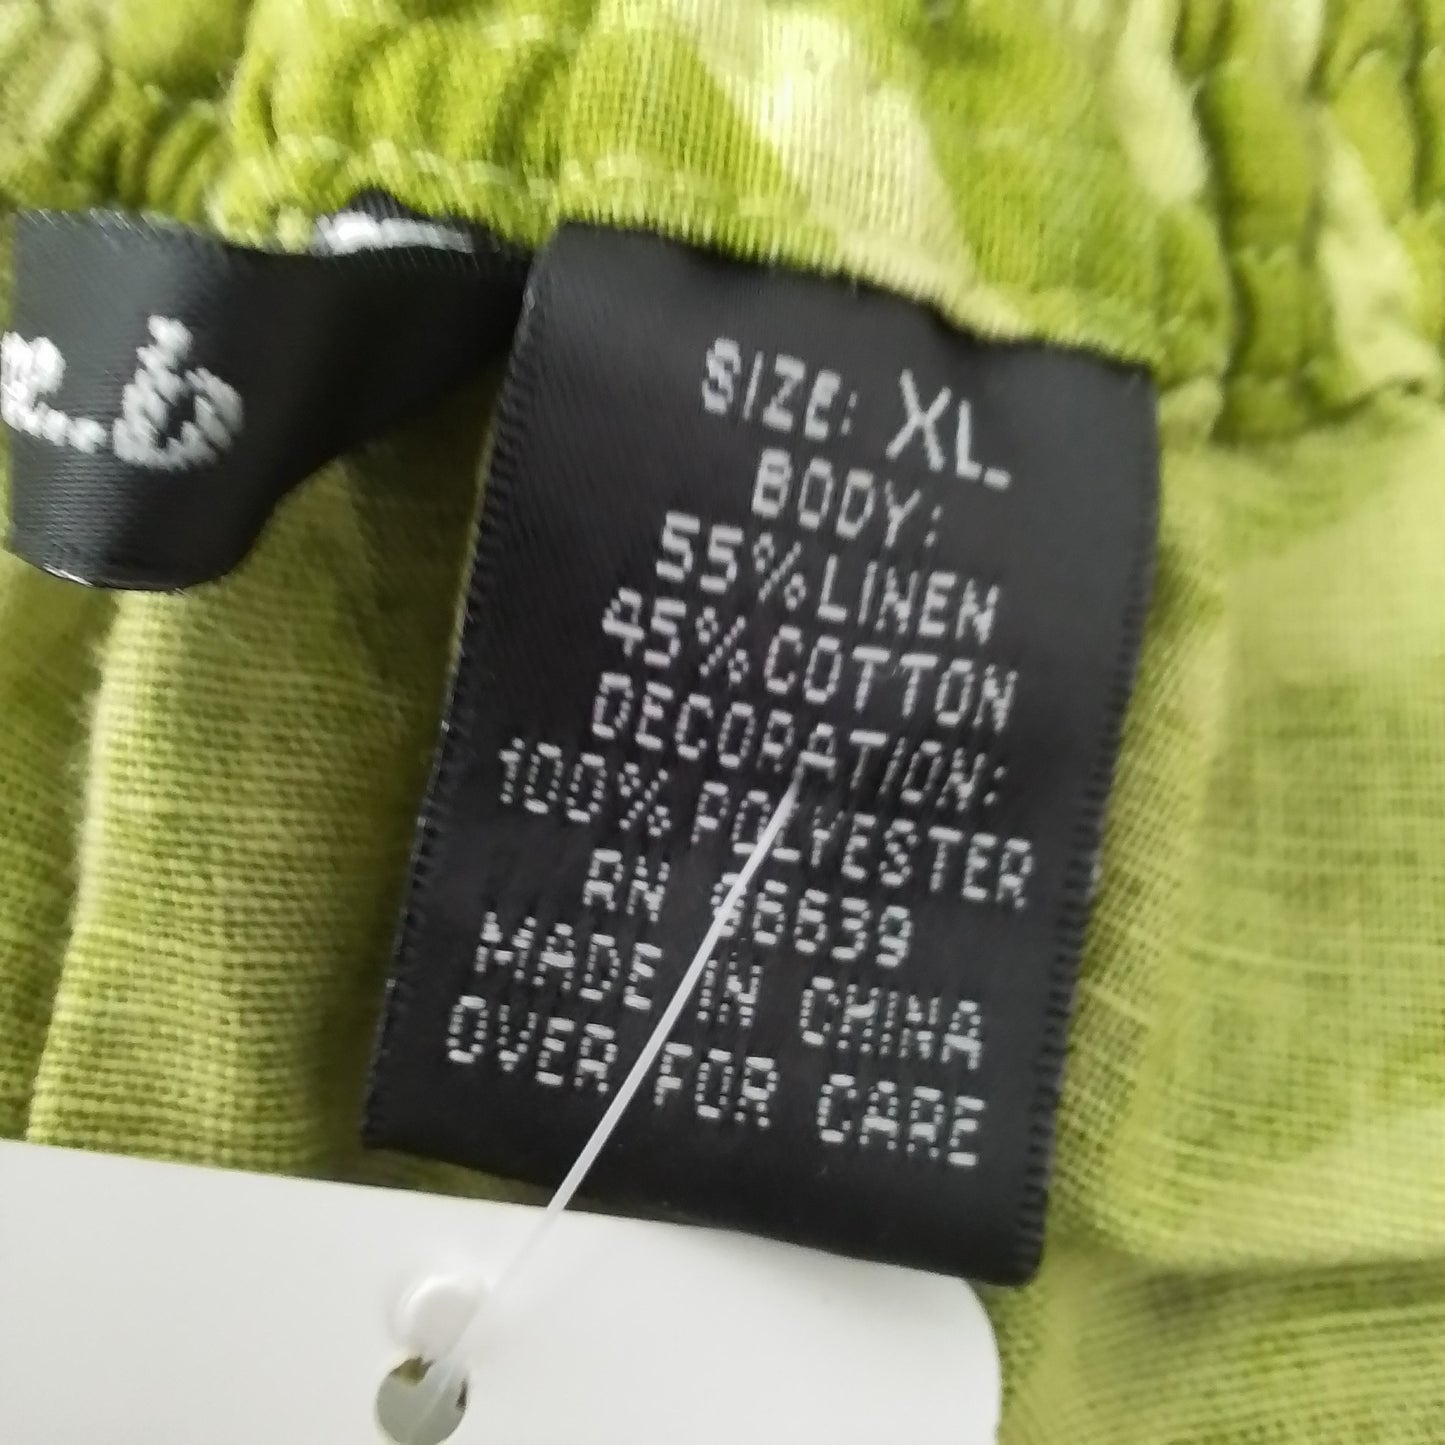 SIZE: XL
BODY:
55% LINEN
45% COTTON
DECORATION:
100% POLYESTER
RN
MADE IN CHINA
OVER FOR CARE